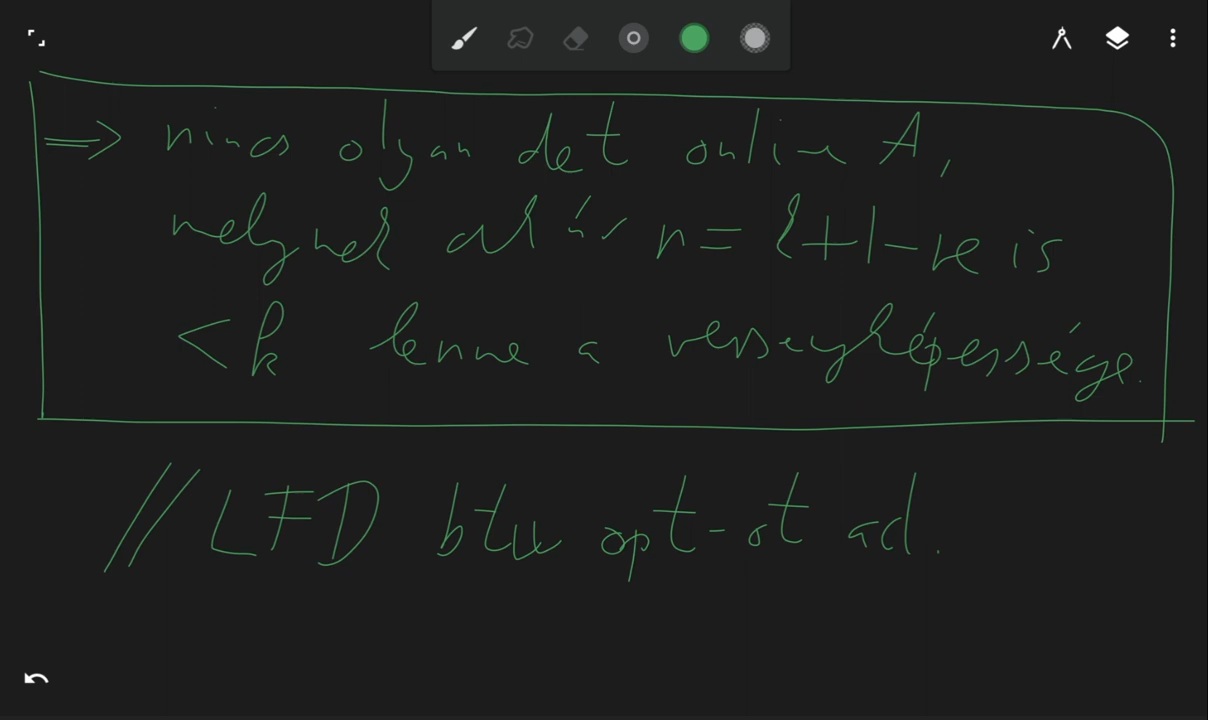 ⇒ nincs olyan det online A,
melynek akár n=k+1-re is
<k lenne a versenyképessége.
// LFD btw opt-ot ad.